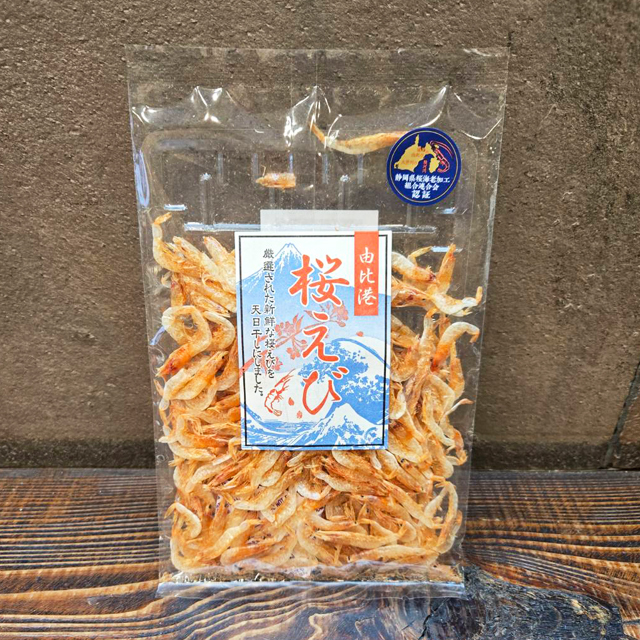 静岡県桜海老加工
組合連合会
認証
由比港
桜えび
厳選された新鮮な桜えびを
天日干しにしました。